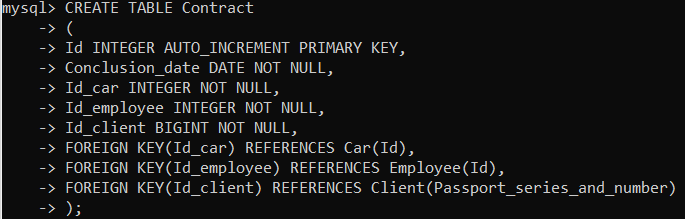 mysql> CREATE TABLE Contract
-> (
-> Id INTEGER AUTO_INCREMENT PRIMARY KEY,
-> Conclusion_date DATE NOT NULL,
-> Id_car INTEGER NOT NULL,
-> Id_employee INTEGER NOT NULL,
-> Id_client BIGINT NOT NULL,
-> FOREIGN KEY(Id_car) REFERENCES Car(Id),
-> FOREIGN KEY(Id_employee) REFERENCES Employee(Id),
-> FOREIGN KEY(Id_client) REFERENCES Client(Passport_series_and_number)
-> );